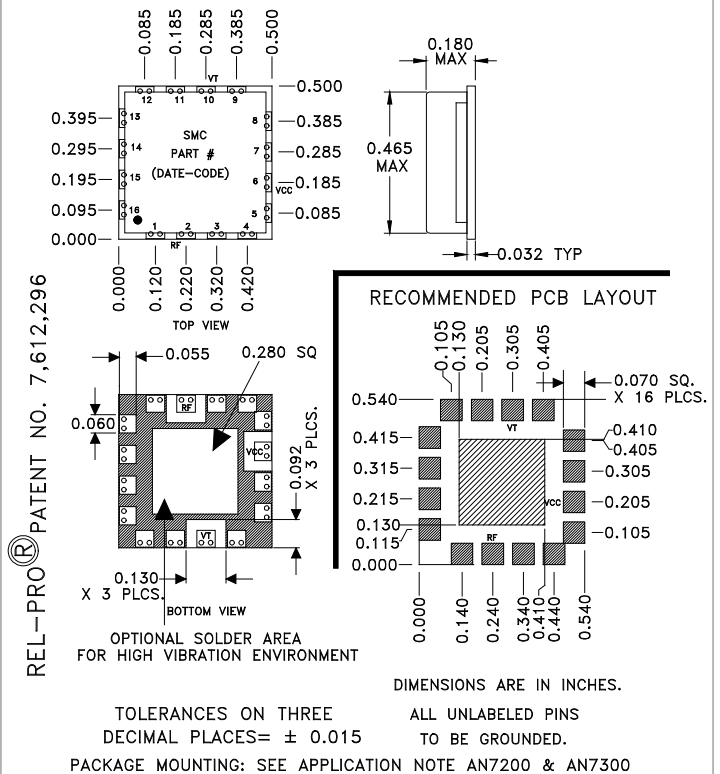 0.085
0.185
0.285
0.385
0.500
VT
12
11
10
9
0.500
0.395
13
8
0.385
SMC
0.295
14
PART #
7
0.285
(DATE-CODE)
0.195
15
6
0.185
VCC
0.095
16
5
0.085
0.000
1
2
3
4
RF
0.000
0.120
0.220
0.320
0.420
TOP VIEW
0.180
MAX
0.465
MAX
0.032 TYP
REL-PRO® PATENT NO. 7,612,296
0.055
0.280 SQ
0.060
RF
VCC
VT
0.092
X 3 PLCS.
0.130
X 3 PLCS.
BOTTOM VIEW
OPTIONAL SOLDER AREA
FOR HIGH VIBRATION ENVIRONMENT
RECOMMENDED PCB LAYOUT
0.105
0.130
0.205
0.305
0.405
0.070 SQ.
X 16 PLCS.
0.540
VT
0.415
0.410
0.405
0.315
0.305
0.215
VCC
0.205
0.130
0.115
RF
0.105
0.000
0.000
0.140
0.240
0.340
0.410
0.440
0.540
DIMENSIONS ARE IN INCHES.
TOLERANCES ON THREE
DECIMAL PLACES= ± 0.015
ALL UNLABELED PINS
TO BE GROUNDED.
PACKAGE MOUNTING: SEE APPLICATION NOTE AN7200 & AN7300